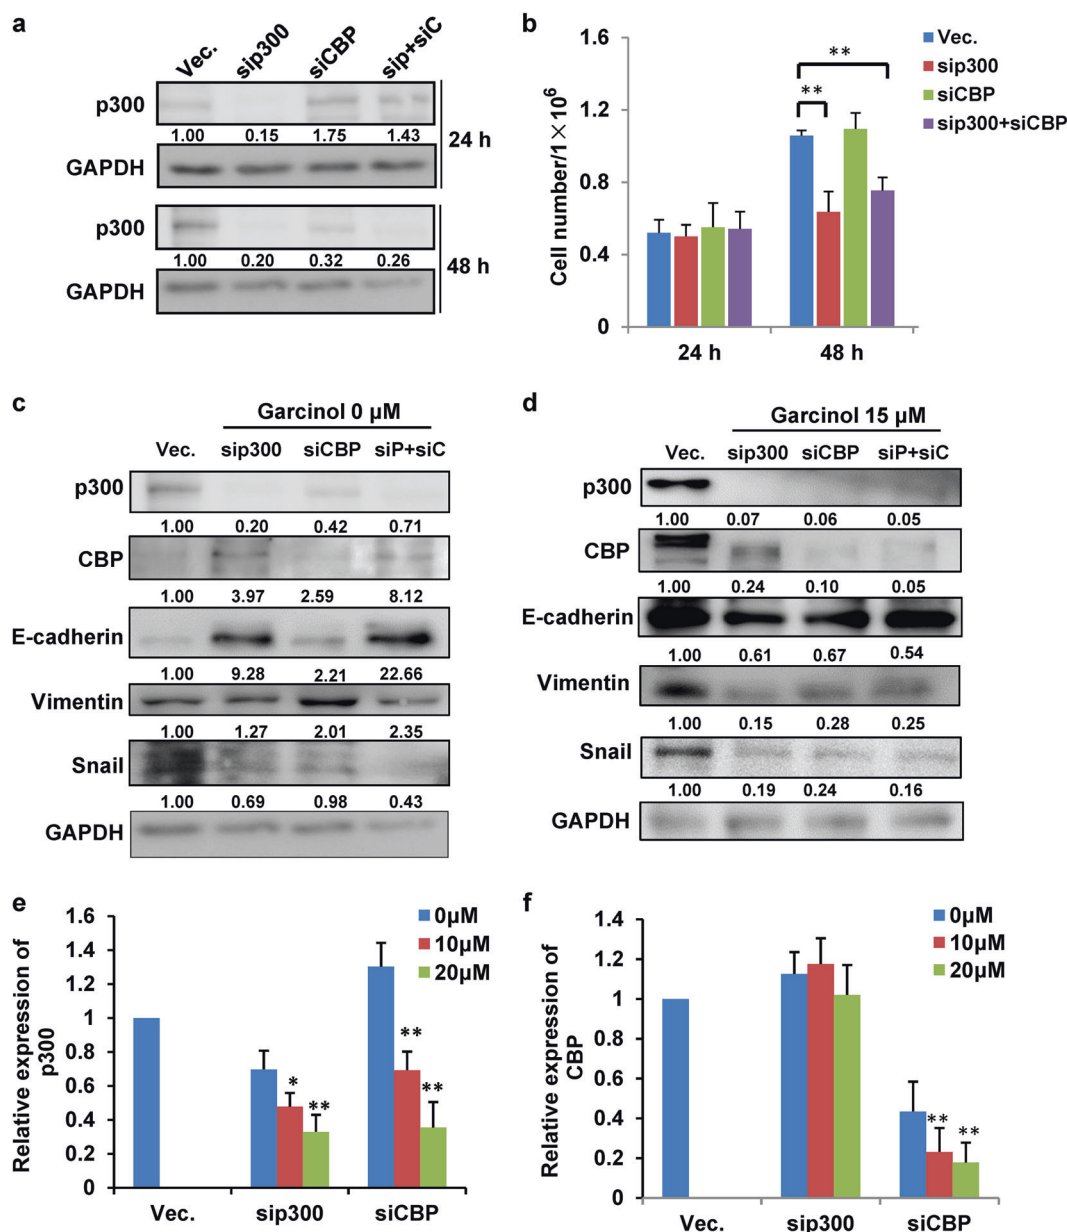 a
Vec. sip300 siCBP sip+siC
p300
1.00 0.15 1.75 1.43
24 h
GAPDH
p300
1.00 0.20 0.32 0.26
48 h
GAPDH
b
Cell number/1×10⁶
1.6
1.2
0.8
0.4
0
**
**
Vec.
sip300
siCBP
sip300+siCBP
24 h 48 h
c
Garcinol 0 µM
Vec. sip300 siCBP siP+siC
p300
1.00 0.20 0.42 0.71
CBP
1.00 3.97 2.59 8.12
E-cadherin
1.00 9.28 2.21 22.66
Vimentin
1.00 1.27 2.01 2.35
Snail
1.00 0.69 0.98 0.43
GAPDH
d
Garcinol 15 µM
Vec. sip300 siCBP siP+siC
p300
1.00 0.07 0.06 0.05
CBP
1.00 0.24 0.10 0.05
E-cadherin
1.00 0.61 0.67 0.54
Vimentin
1.00 0.15 0.28 0.25
Snail
1.00 0.19 0.24 0.16
GAPDH
e
Relative expression of
p300
1.6
1.4
1.2
1
0.8
0.6
0.4
0.2
0
0µM
10µM
20µM
* ** ** **
Vec. sip300 siCBP
f
Relative expression of
CBP
1.4
1.2
1
0.8
0.6
0.4
0.2
0
0µM
10µM
20µM
** **
Vec. sip300 siCBP